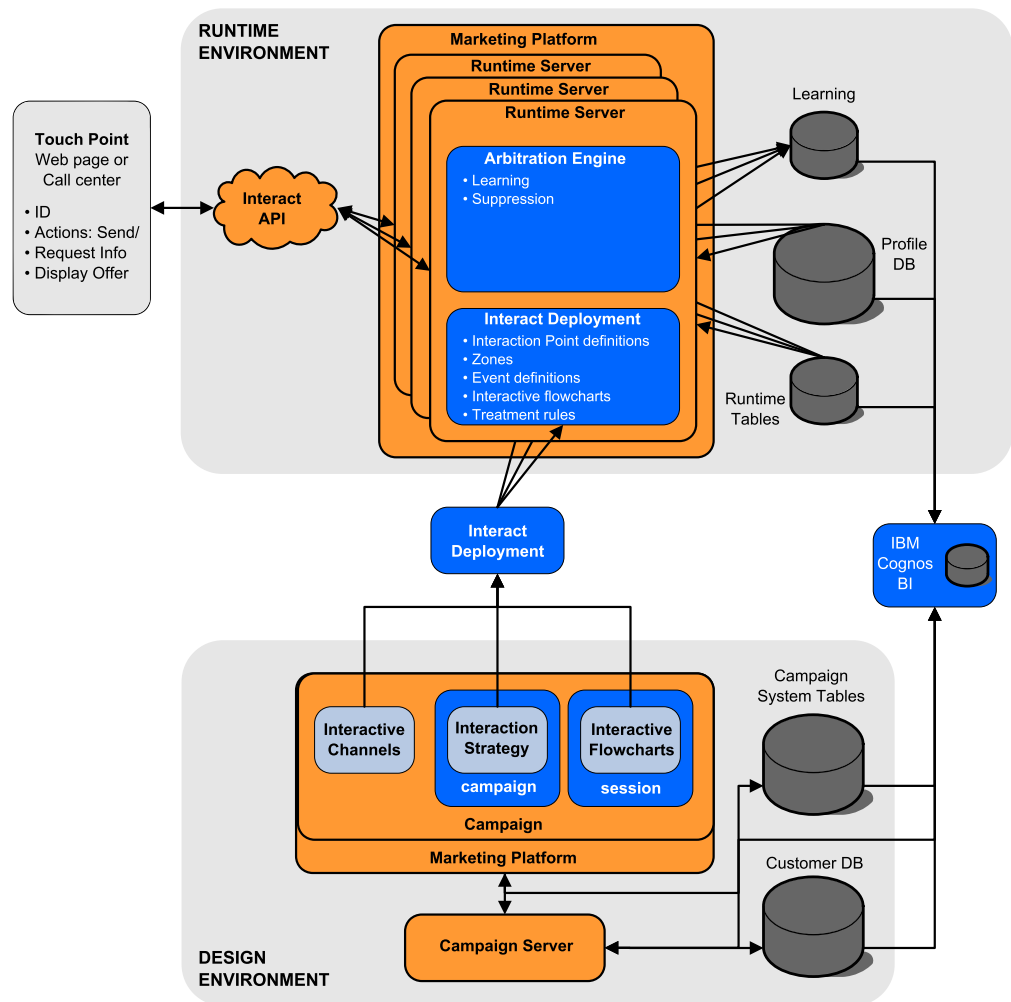 RUNTIME
ENVIRONMENT
Marketing Platform
Runtime Server
Runtime Server
Runtime Server
Touch Point
Web page or
Call center
• ID
• Actions: Send/
• Request Info
• Display Offer
Interact
API
Arbitration Engine
• Learning
• Suppression
Interact Deployment
• Interaction Point definitions
• Zones
• Event definitions
• Interactive flowcharts
• Treatment rules
Learning
Profile
DB
Runtime
Tables
Interact
Deployment
IBM
Cognos
BI
Interactive
Channels
Interaction
Strategy
campaign
Interactive
Flowcharts
session
Campaign
Marketing Platform
Campaign
System Tables
Customer DB
Campaign Server
DESIGN
ENVIRONMENT